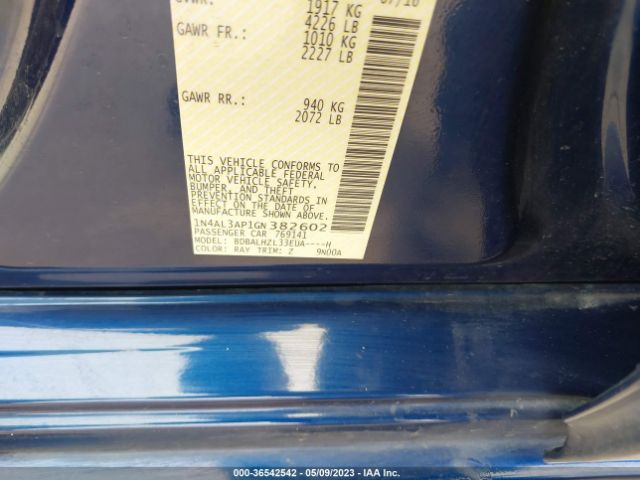 1917 KG
4226 LB
GAWR FR.: 1010 KG
2227 LB
GAWR RR.: 940 KG
2072 LB
THIS VEHICLE CONFORMS TO
ALL APPLICABLE FEDERAL
MOTOR VEHICLE SAFETY,
BUMPER, AND THEFT
PREVENTION STANDARDS IN
EFFECT ON THE DATE OF
MANUFACTURE SHOWN ABOVE.
1N4AL3AP1GN382602
PASSENGER CAR 769141
MODEL: BDBALHZL33EUA----H
COLOR: RAY TRIM: Z 9N00A
000-36542542 - 05/09/2023 - IAA Inc.